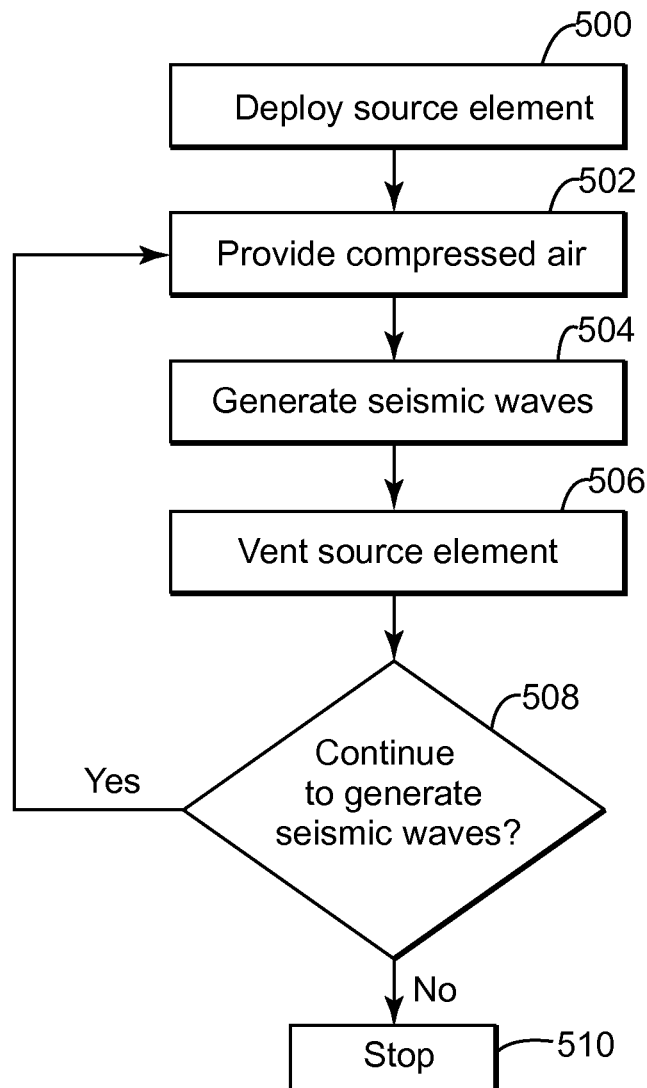 500
Deploy source element
502
Provide compressed air
504
Generate seismic waves
506
Vent source element
508
Continue
to generate
seismic waves?
Yes
No
510
Stop